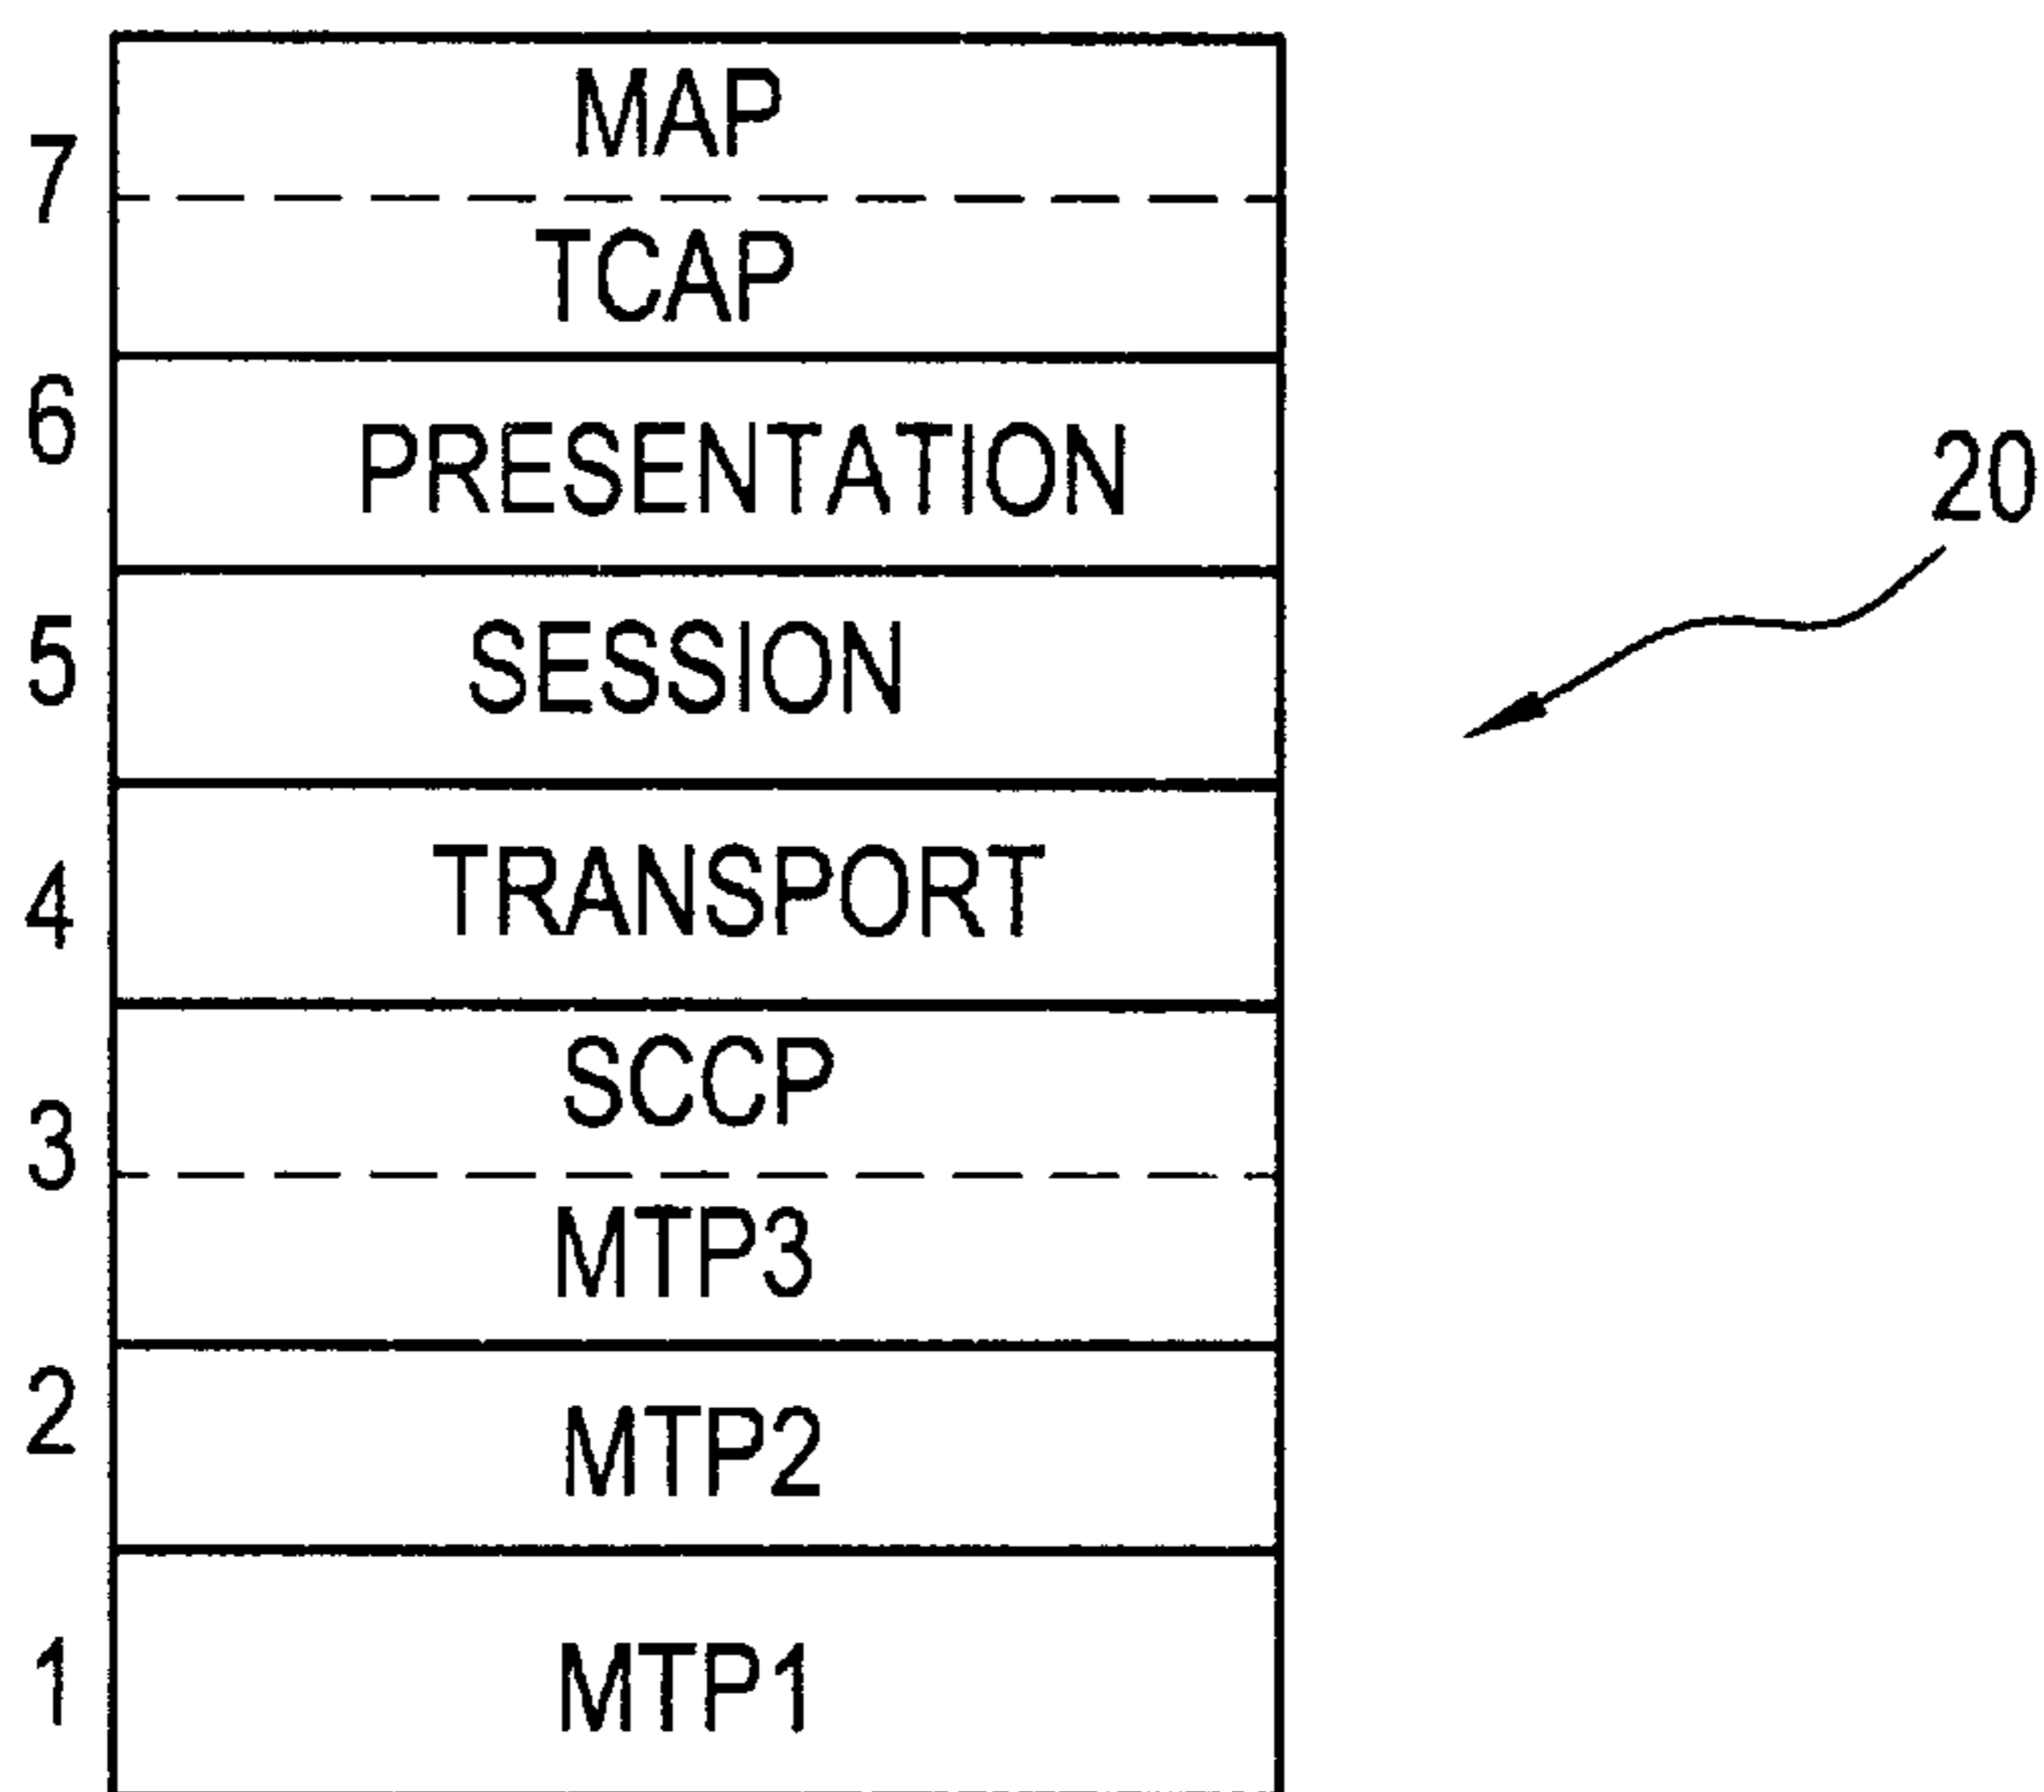 MAP
7
TCAP
6
PRESENTATION
20
5
SESSION
4
TRANSPORT
SCCP
3
MTP3
2
MTP2
1
MTP1